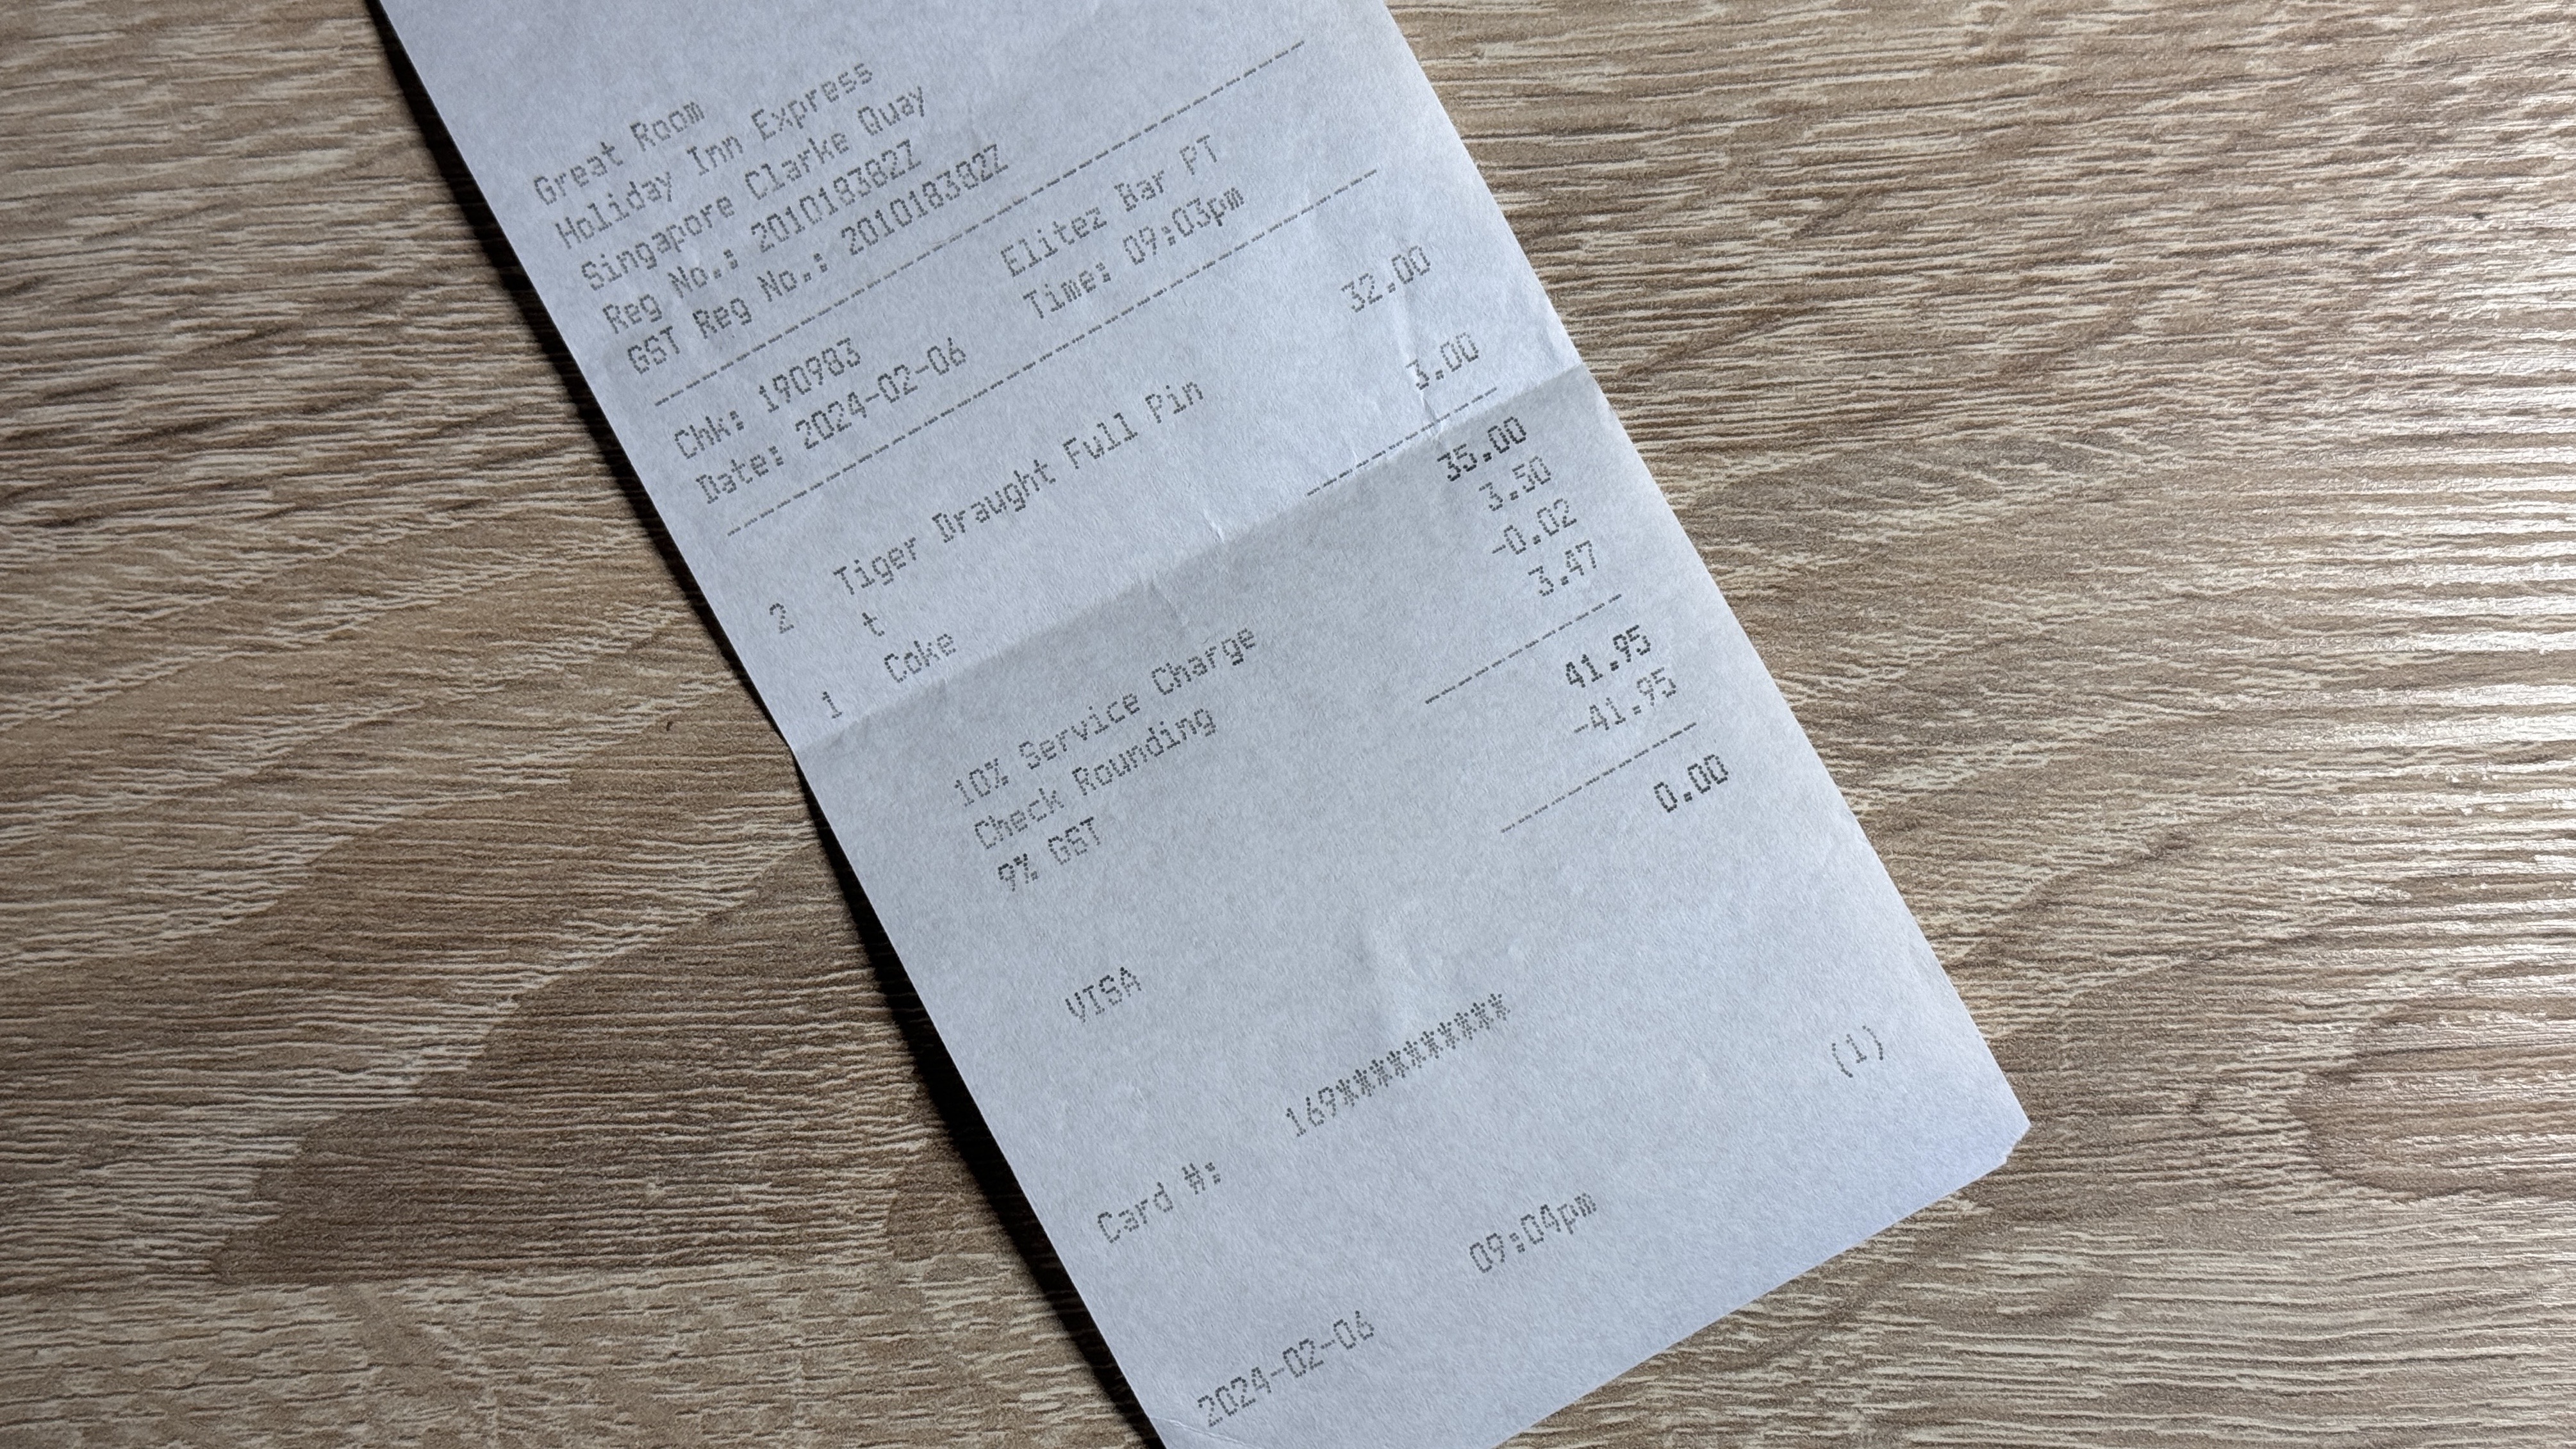 Great Room
Holiday Inn Express
Singapore Clarke Quay
Reg No.: 201018382Z
GST Reg No.: 201018382Z
Chk: 190983 Elitez Bar PT
Date: 2024-02-06 Time: 09:03pm
2 Tiger Draught Full Pin 32.00
t
1 Coke 3.00
35.00
10% Service Charge 3.50
Check Rounding -0.02
9% GST 3.47
41.95
VISA -41.95
0.00
Card #: 169************* (1)
2024-02-06 09:04pm